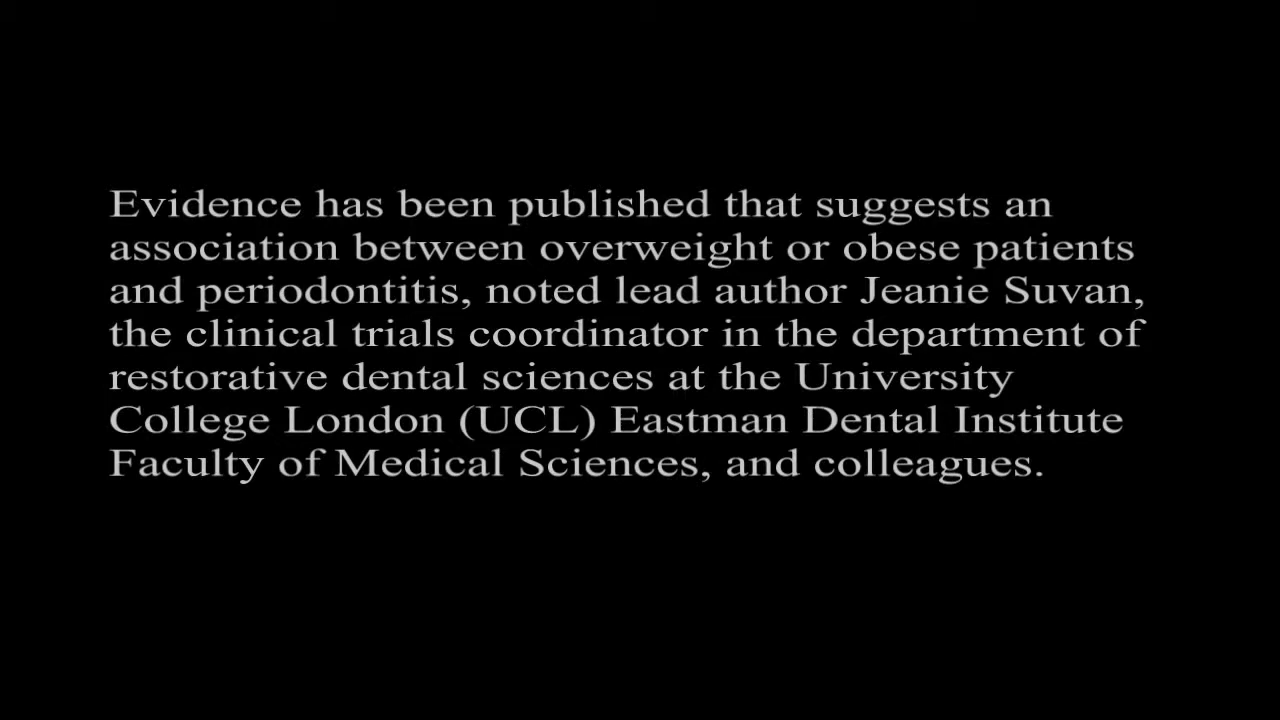 Evidence has been published that suggests an
association between overweight or obese patients
and periodontitis, noted lead author Jeanie Suvan,
the clinical trials coordinator in the department of
restorative dental sciences at the University
College London (UCL) Eastman Dental Institute
Faculty of Medical Sciences, and colleagues.